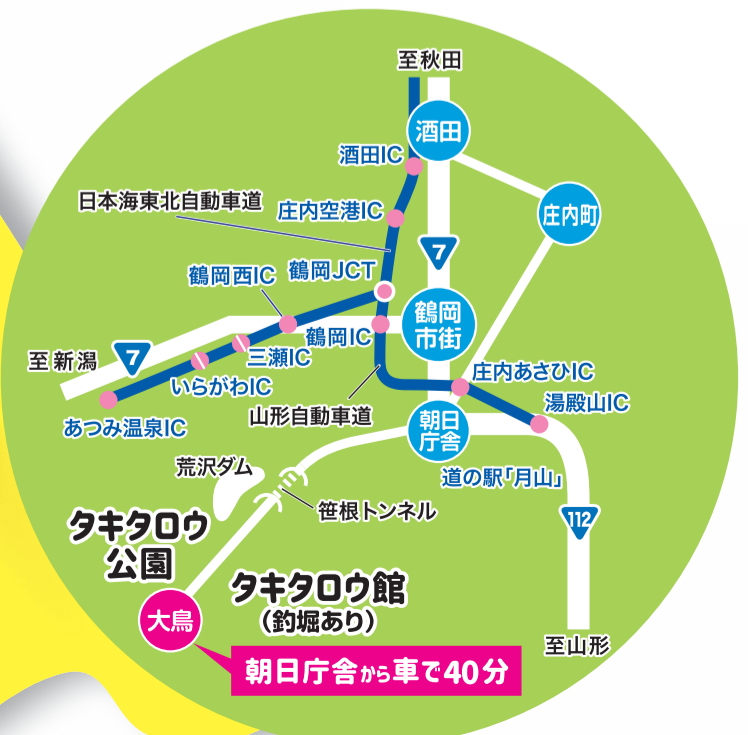 至秋田
酒田
酒田IC
日本海東北自動車道
庄内空港IC
庄内町
7
鶴岡西IC
鶴岡JCT
鶴岡
市街
鶴岡IC
三瀬IC
至新潟
7
いらがわIC
あつみ温泉IC
山形自動車道
庄内あさひIC
湯殿山IC
朝日
庁舎
道の駅「月山」
荒沢ダム
笹根トンネル
112
タキタロウ
公園
タキタロウ館
(釣堀あり)
大鳥
至山形
朝日庁舎から車で40分